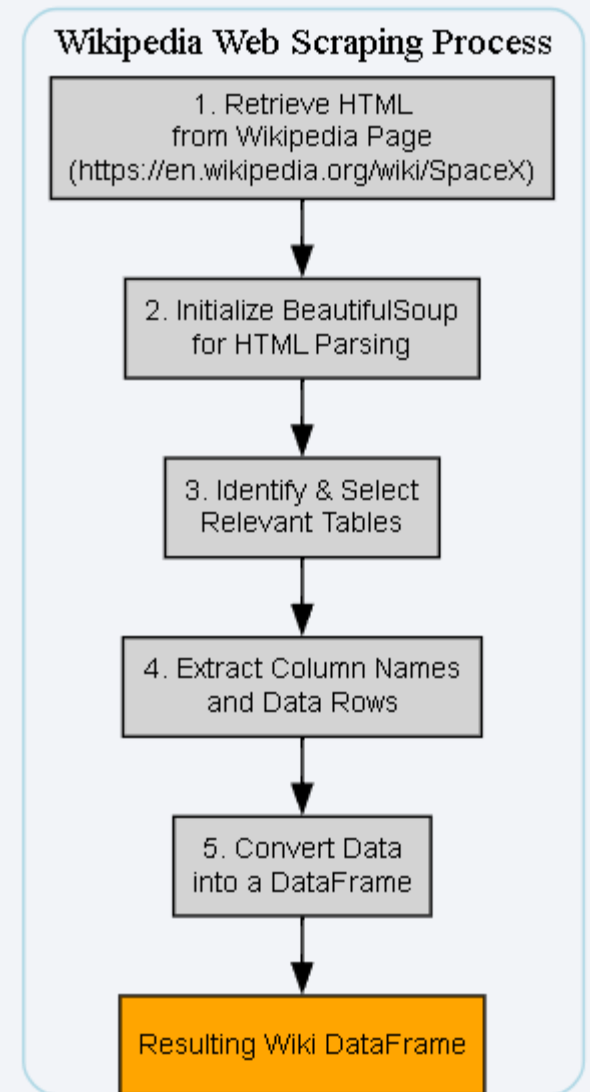 Wikipedia Web Scraping Process
1. Retrieve HTML
from Wikipedia Page
(https://en.wikipedia.org/wiki/SpaceX)
2. Initialize BeautifulSoup
for HTML Parsing
3. Identify & Select
Relevant Tables
4. Extract Column Names
and Data Rows
5. Convert Data
into a DataFrame
Resulting Wiki DataFrame